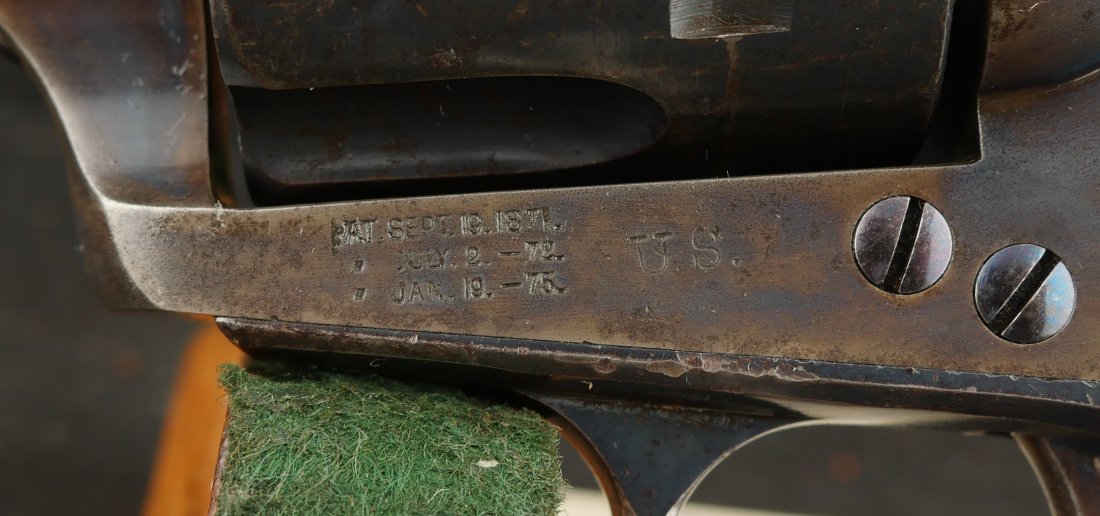 PAT. SEPT. 19. 1871.
" JULY. 2. – 72. U.S.
" JAN. 19. – 75.